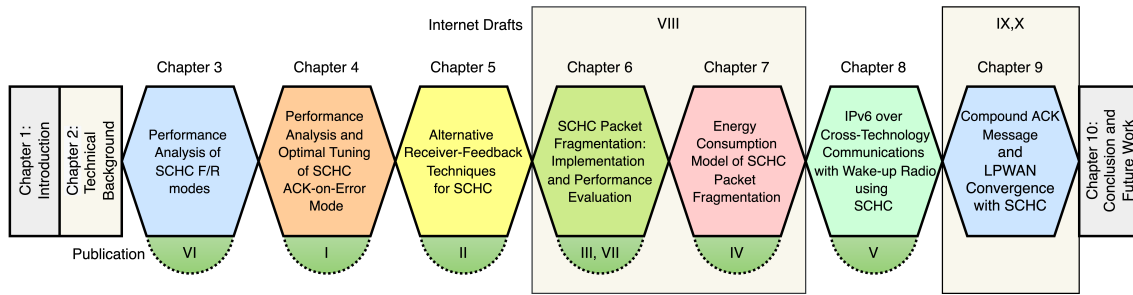 Internet Drafts
VIII
IX,X
Chapter 3
Chapter 4
Chapter 5
Chapter 6
Chapter 7
Chapter 8
Chapter 9
Chapter 1:
Introduction
Chapter 2:
Technical
Background
Performance
Analysis of
SCHC F/R
modes
Performance
Analysis and
Optimal Tuning
of SCHC
ACK-on-Error
Mode
Alternative
Receiver-Feedback
Techniques
for SCHC
SCHC Packet
Fragmentation:
Implementation
and Performance
Evaluation
Energy
Consumption
Model of SCHC
Packet
Fragmentation
IPv6 over
Cross-Technology
Communications
with Wake-up Radio
using
SCHC
Compound ACK
Message
and
LPWAN
Convergence
with SCHC
Chapter 10:
Conclusion and
Future Work
Publication
VI
I
II
III, VII
IV
V